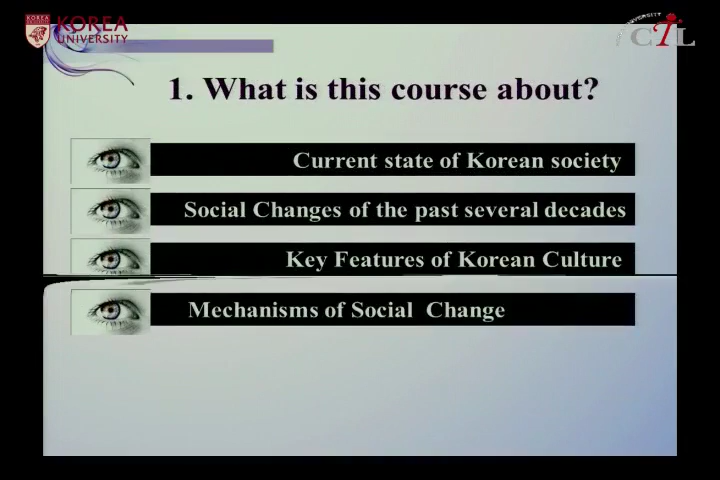 KOREA
UNIVERSITY
UNIVERSITY
CTL
1. What is this course about?
Current state of Korean society
Social Changes of the past several decades
Key Features of Korean Culture
Mechanisms of Social Change